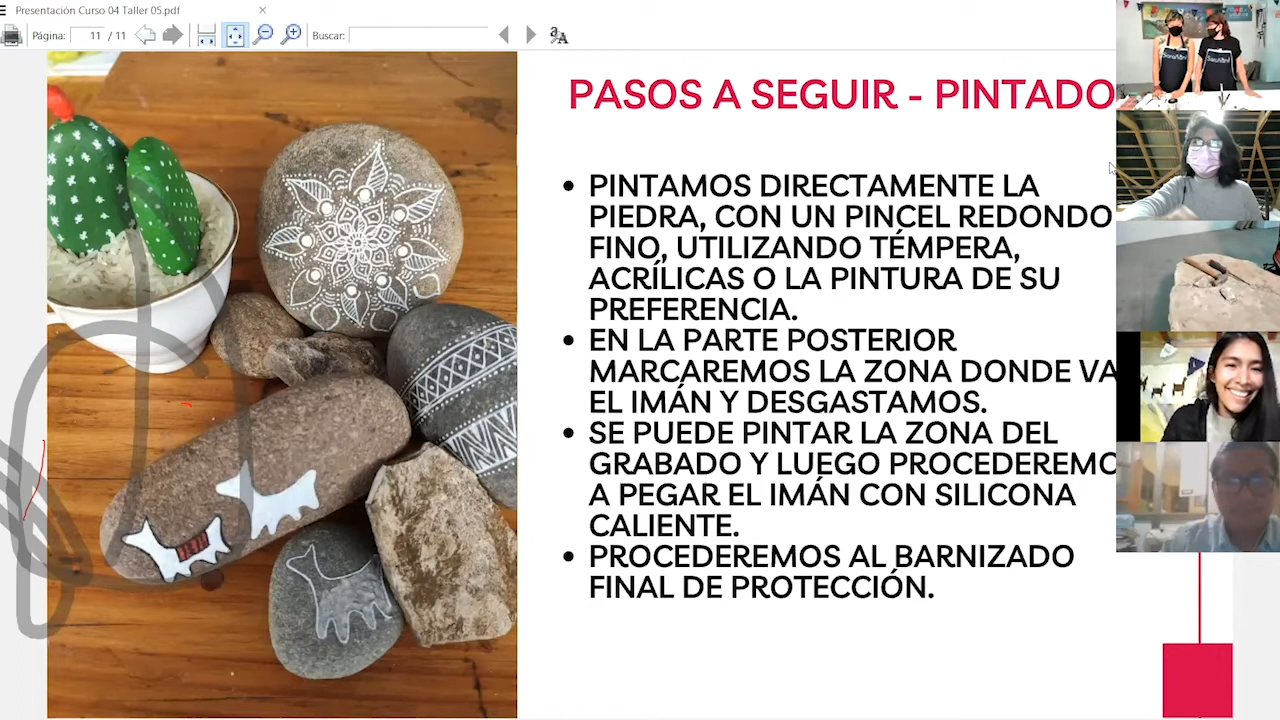 Presentación Curso 04 Taller 05.pdf
Página: 11 / 11
Buscar:
PASOS A SEGUIR - PINTADO
PINTAMOS DIRECTAMENTE LA
PIEDRA, CON UN PINCEL REDONDO
FINO, UTILIZANDO TÉMPERA,
ACRÍLICAS O LA PINTURA DE SU
PREFERENCIA.
EN LA PARTE POSTERIOR
MARCAREMOS LA ZONA DONDE VA
EL IMÁN Y DESGASTAMOS.
SE PUEDE PINTAR LA ZONA DEL
GRABADO Y LUEGO PROCEDEREMO
A PEGAR EL IMÁN CON SILICONA
CALIENTE.
PROCEDEREMOS AL BARNIZADO
FINAL DE PROTECCIÓN.